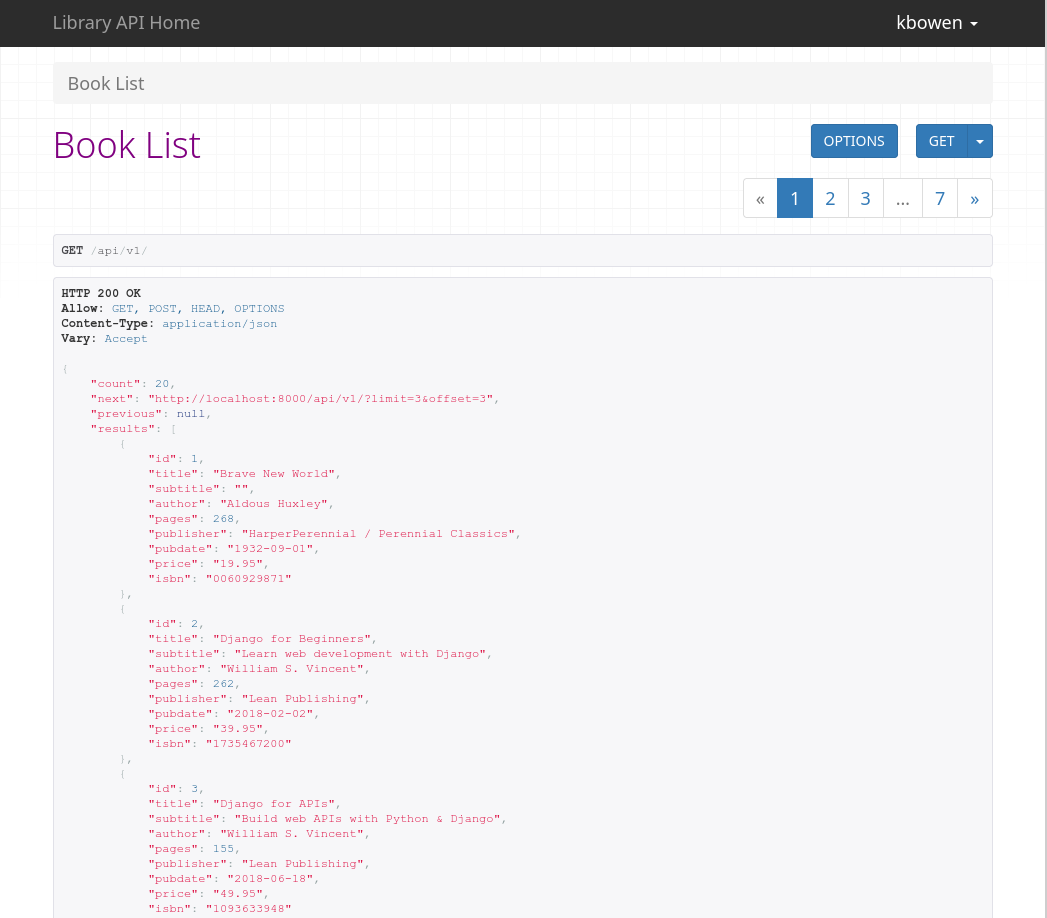 Library API Home
kbowen
Book List
Book List
OPTIONS
GET
« 1 2 3 ... 7 »
GET /api/v1/
HTTP 200 OK
Allow: GET, POST, HEAD, OPTIONS
Content-Type: application/json
Vary: Accept
{
"count": 20,
"next": "http://localhost:8000/api/v1/?limit=3&offset=3",
"previous": null,
"results": [
{
"id": 1,
"title": "Brave New World",
"subtitle": "",
"author": "Aldous Huxley",
"pages": 268,
"publisher": "HarperPerennial / Perennial Classics",
"pubdate": "1932-09-01",
"price": "19.95",
"isbn": "0060929871"
},
{
"id": 2,
"title": "Django for Beginners",
"subtitle": "Learn web development with Django",
"author": "William S. Vincent",
"pages": 262,
"publisher": "Lean Publishing",
"pubdate": "2018-02-02",
"price": "39.95",
"isbn": "1735467200"
},
{
"id": 3,
"title": "Django for APIs",
"subtitle": "Build web APIs with Python & Django",
"author": "William S. Vincent",
"pages": 155,
"publisher": "Lean Publishing",
"pubdate": "2018-06-18",
"price": "49.95",
"isbn": "1093633948"